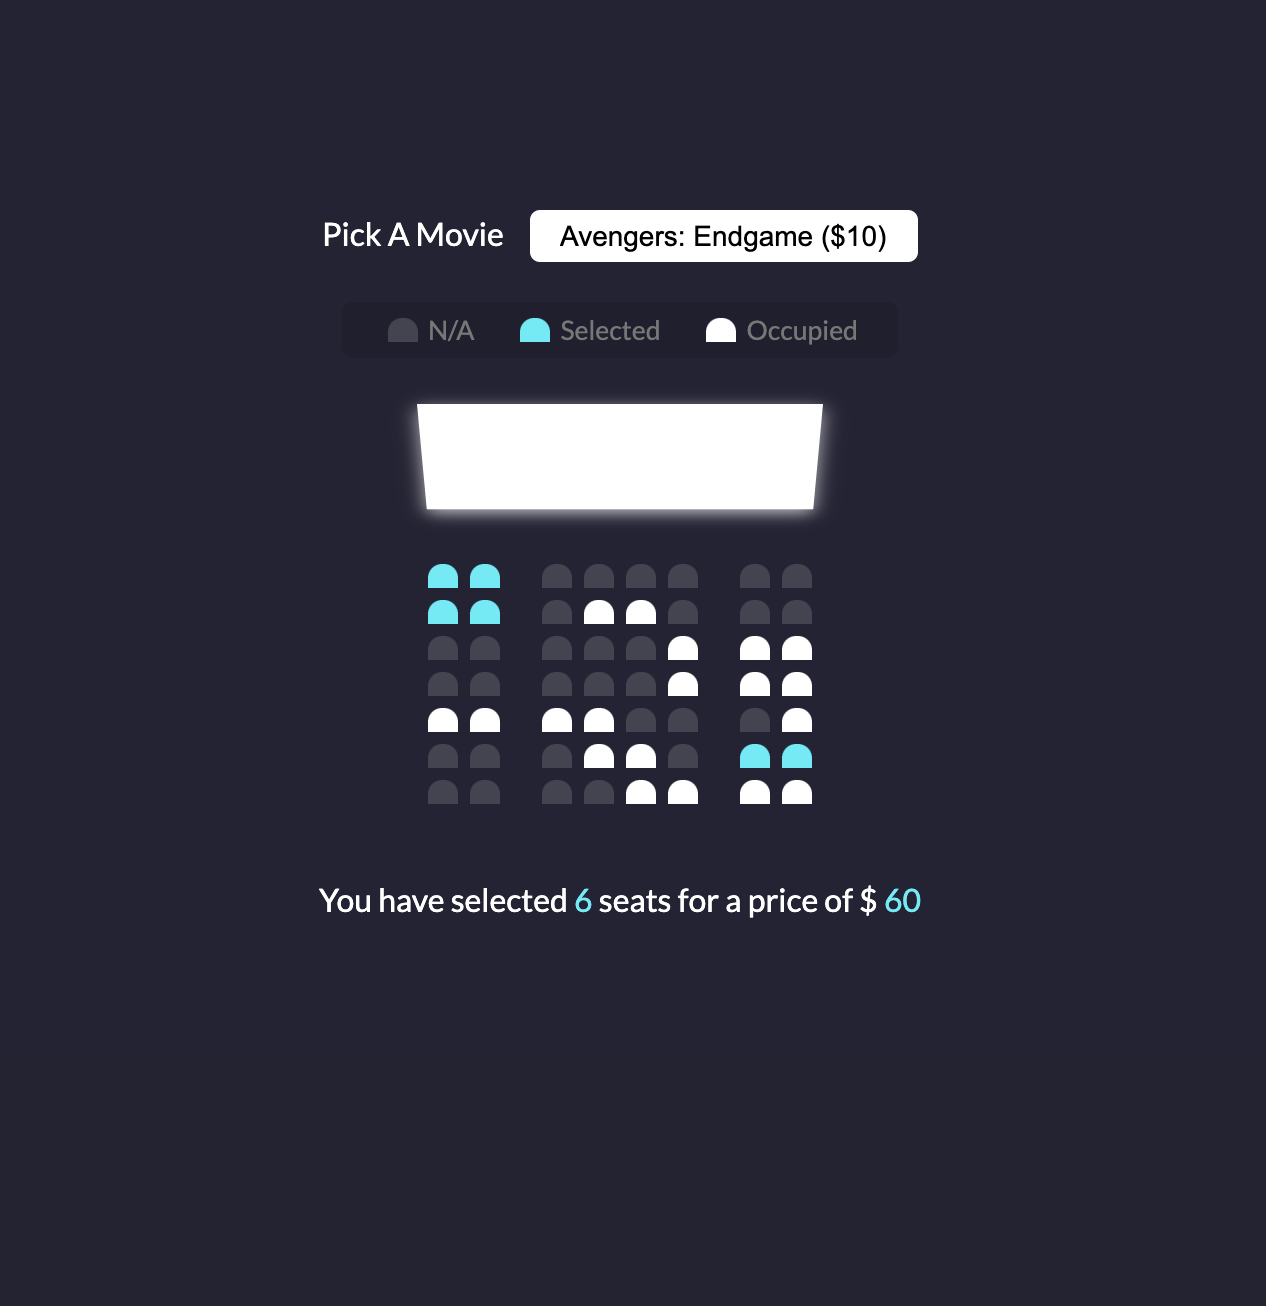 Pick A Movie Avengers: Endgame ($10)
N/A Selected Occupied
You have selected 6 seats for a price of $ 60